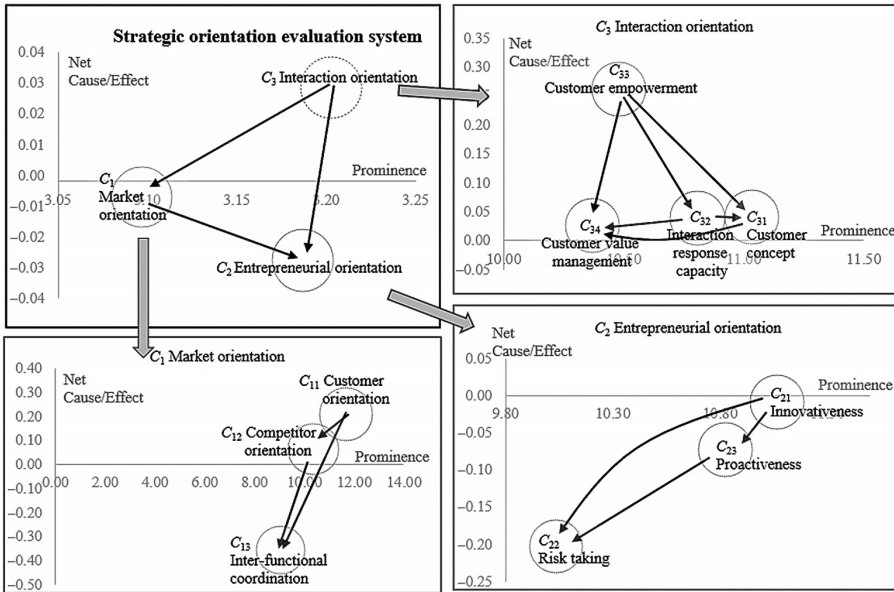 Strategic orientation evaluation system
0.04
0.03
0.02
0.01
0.00
–0.01
–0.02
–0.03
–0.04
Net
Cause/Effect
C3 Interaction orientation
Prominence
3.05
3.15
3.25
C1
Market
orientation
C2 Entrepreneurial orientation
C3 Interaction orientation
0.35
0.30
0.20
0.15
0.10
0.05
0.00
–0.05
Net
Cause/Effect
C33
Customer empowerment
Prominence
C34
Customer value
management
C32
Interaction
response
capacity
C31
Customer
concept
10.00
11.00
11.50
C1 Market orientation
0.40
0.30
0.20
0.10
0.00
–0.10
–0.20
–0.30
–0.40
–0.50
Net
Cause/Effect
C11 Customer
orientation
C12 Competitor
orientation
Prominence
0.00 2.00 4.00 6.00 8.00 10.00 12.00 14.00
C13
Inter-functional
coordination
C2 Entrepreneurial orientation
0.05
0.00
–0.05
–0.10
–0.15
–0.20
–0.25
Net
Cause/Effect
Prominence
9.80 10.30 10.80
C21
Innovativeness
C23
Proactiveness
C22
Risk taking